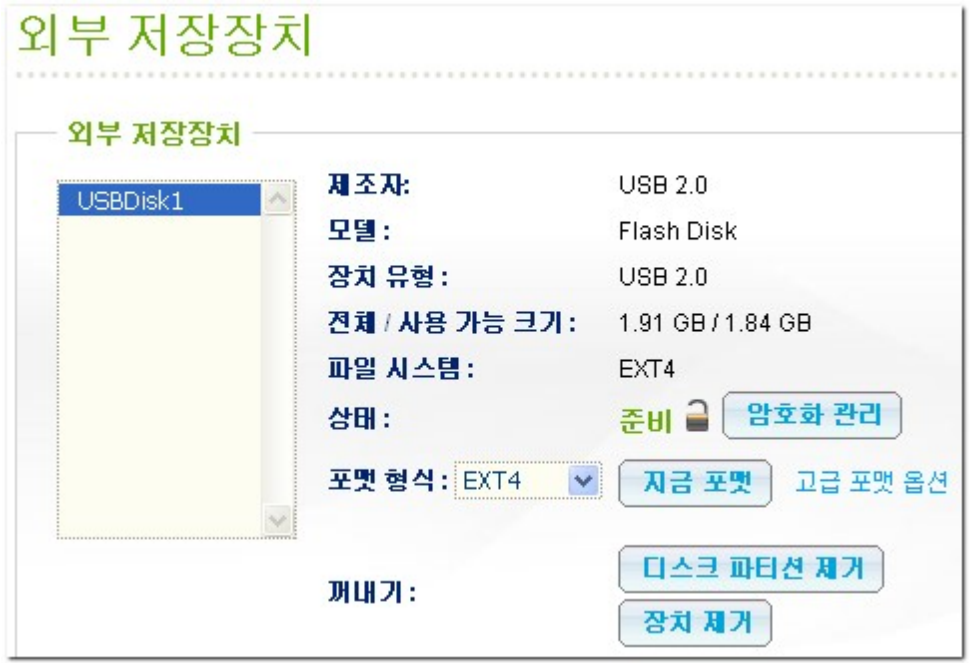 외부 저장장치
외부 저장장치
USBDisk1
제조자: USB 2.0
모델 : Flash Disk
장치 유형 : USB 2.0
전체 / 사용 가능 크기 : 1.91 GB / 1.84 GB
파일 시스템 : EXT4
상태 : 준비 암호화 관리
포맷 형식 : EXT4 지금 포맷 고급 포맷 옵션
꺼내기 : 디스크 파티션 제거
장치 제거